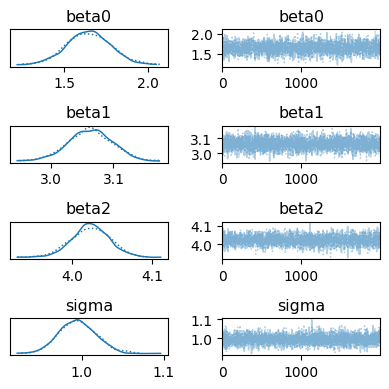 beta0 beta0
2.0
1.5
1.5 2.0 0 1000
beta1 beta1
3.1
3.0
3.0 3.1 0 1000
beta2 beta2
4.1
4.0
4.0 4.1 0 1000
sigma sigma
1.1
1.0
1.0 1.1 0 1000